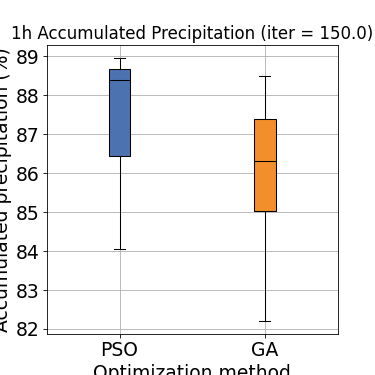 1h Accumulated Precipitation (iter = 150.0)
Accumulated precipitation (%)
89
88
87
86
85
84
83
82
PSO GA
Optimization method